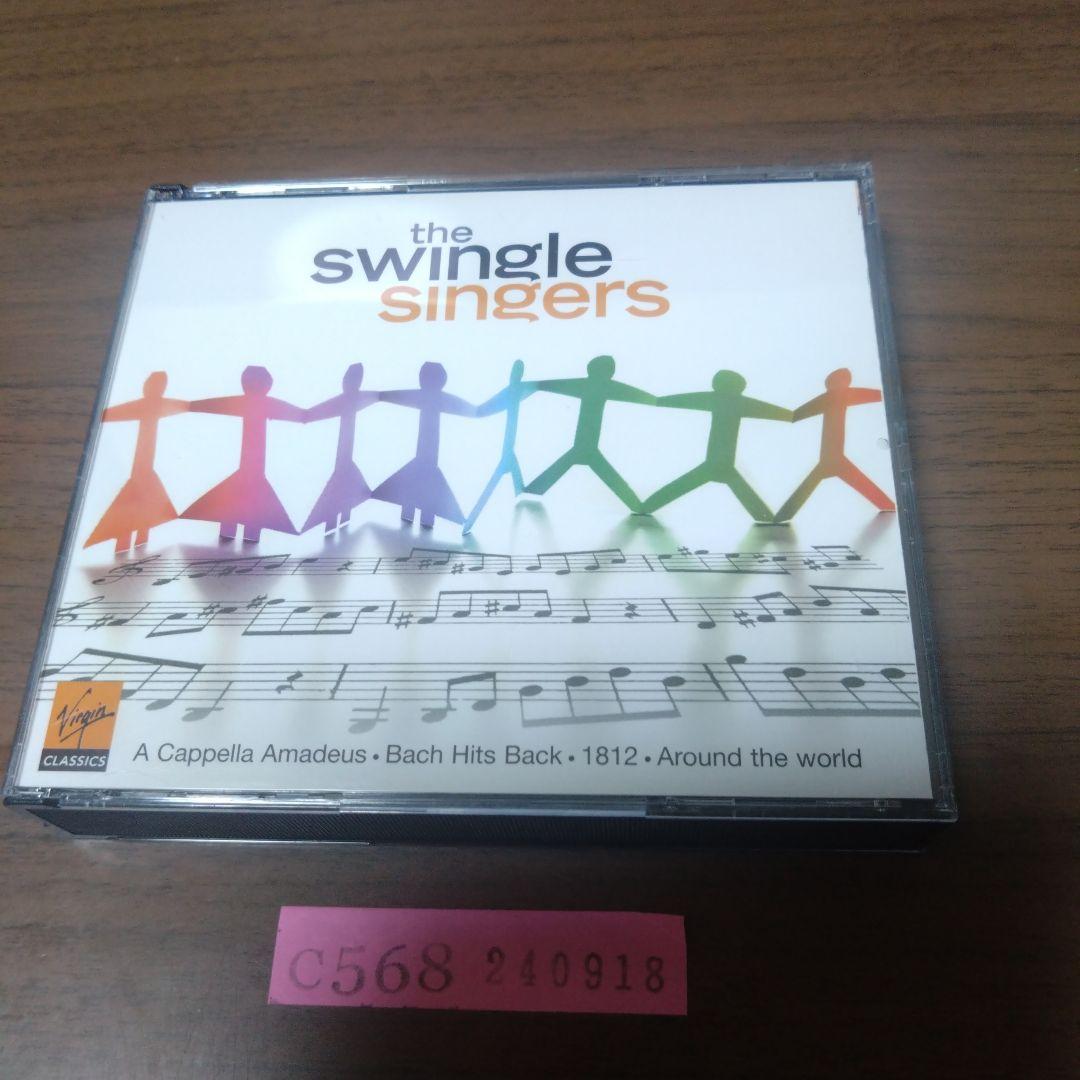 the
swingle
singers
Virgin
CLASSICS
A Cappella Amadeus • Bach Hits Back • 1812 • Around the world
C568 240918